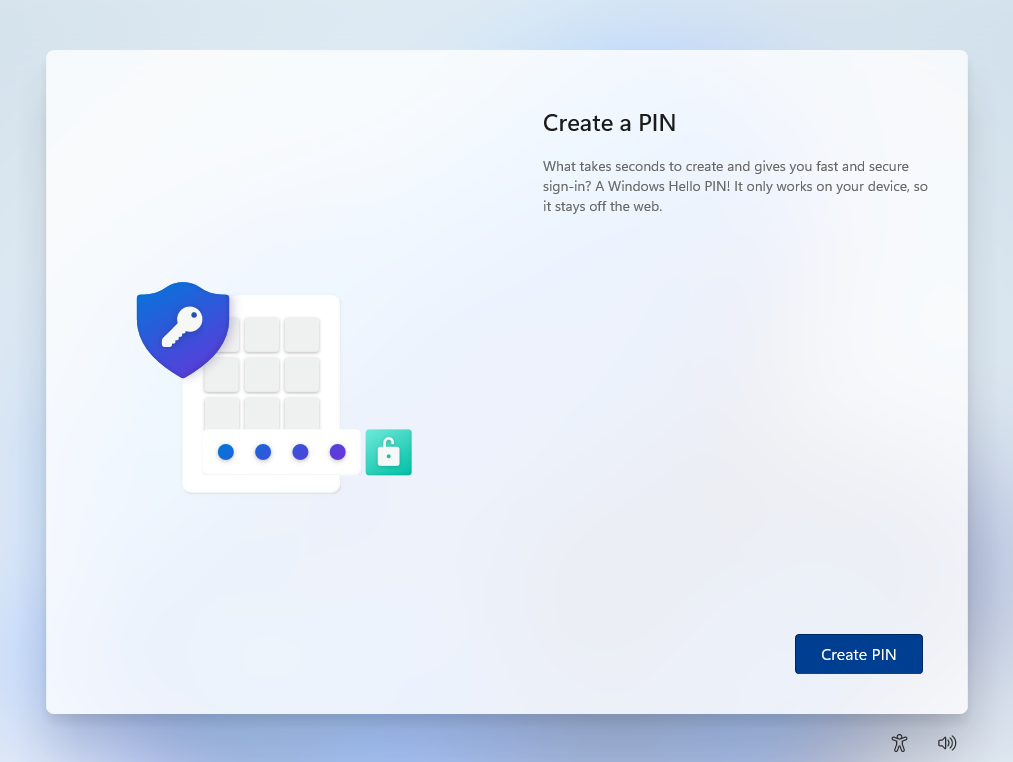 Create a PIN
What takes seconds to create and gives you fast and secure
sign-in? A Windows Hello PIN! It only works on your device, so
it stays off the web.
Create PIN